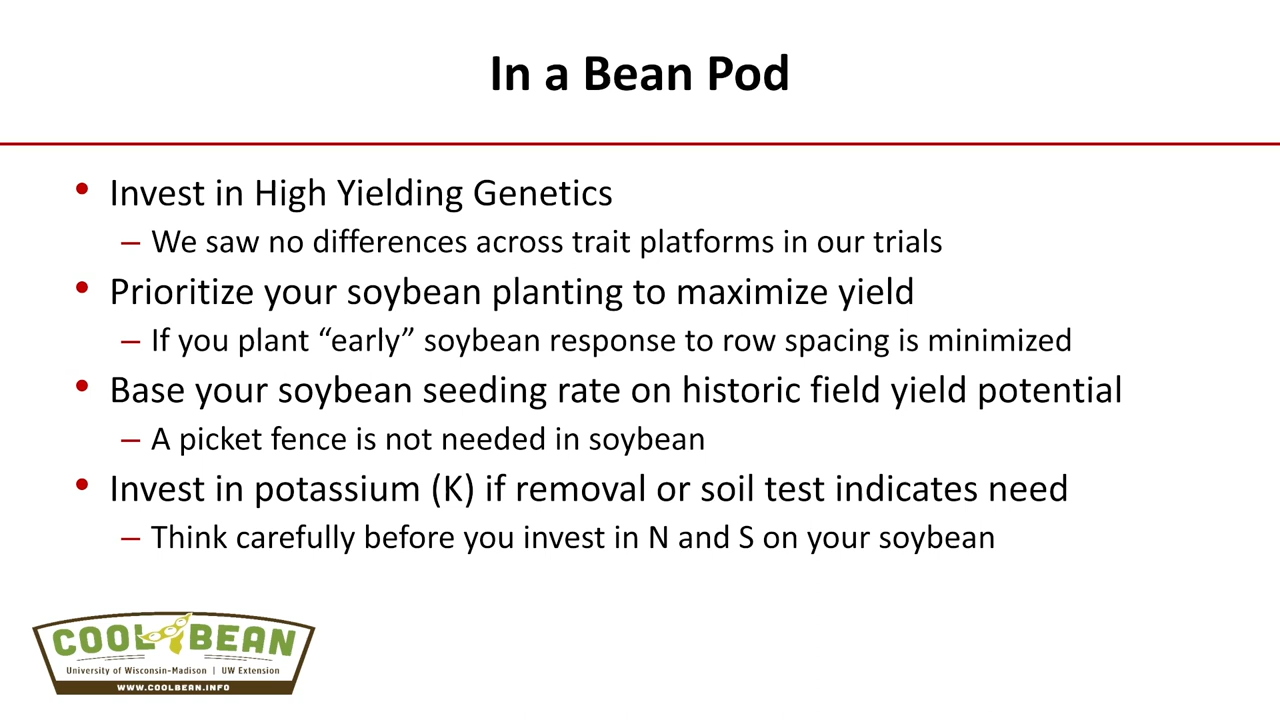 In a Bean Pod
• Invest in High Yielding Genetics
– We saw no differences across trait platforms in our trials
• Prioritize your soybean planting to maximize yield
– If you plant “early” soybean response to row spacing is minimized
• Base your soybean seeding rate on historic field yield potential
– A picket fence is not needed in soybean
• Invest in potassium (K) if removal or soil test indicates need
– Think carefully before you invest in N and S on your soybean
COOL BEAN
University of Wisconsin-Madison | UW Extension
WWW.COOLBEAN.INFO